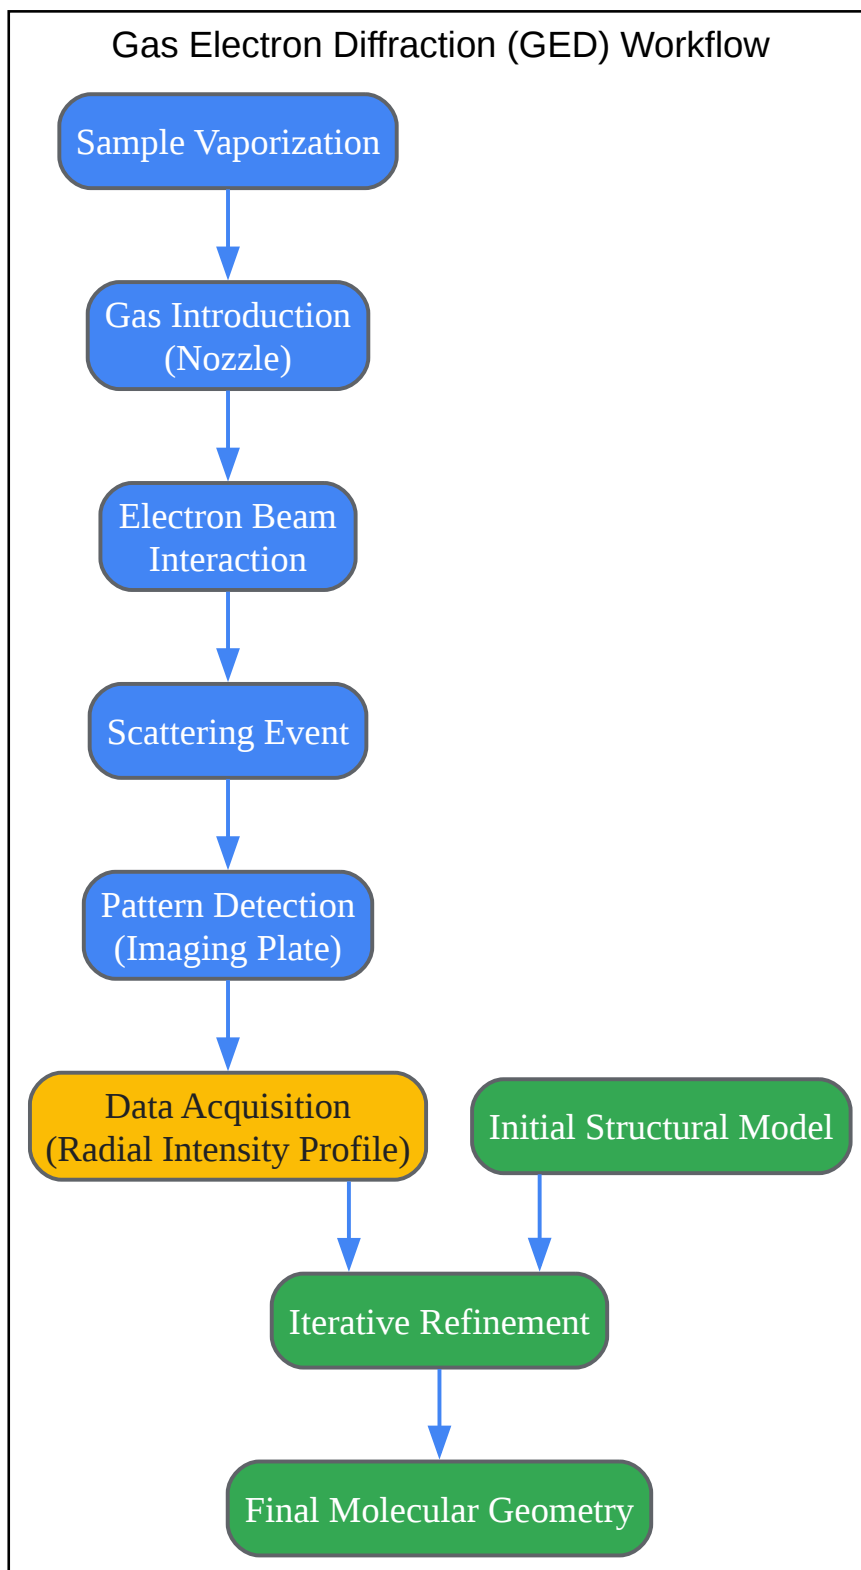 Gas Electron Diffraction (GED) Workflow
Sample Vaporization
Gas Introduction
(Nozzle)
Electron Beam
Interaction
Scattering Event
Pattern Detection
(Imaging Plate)
Data Acquisition
(Radial Intensity Profile)
Initial Structural Model
Iterative Refinement
Final Molecular Geometry